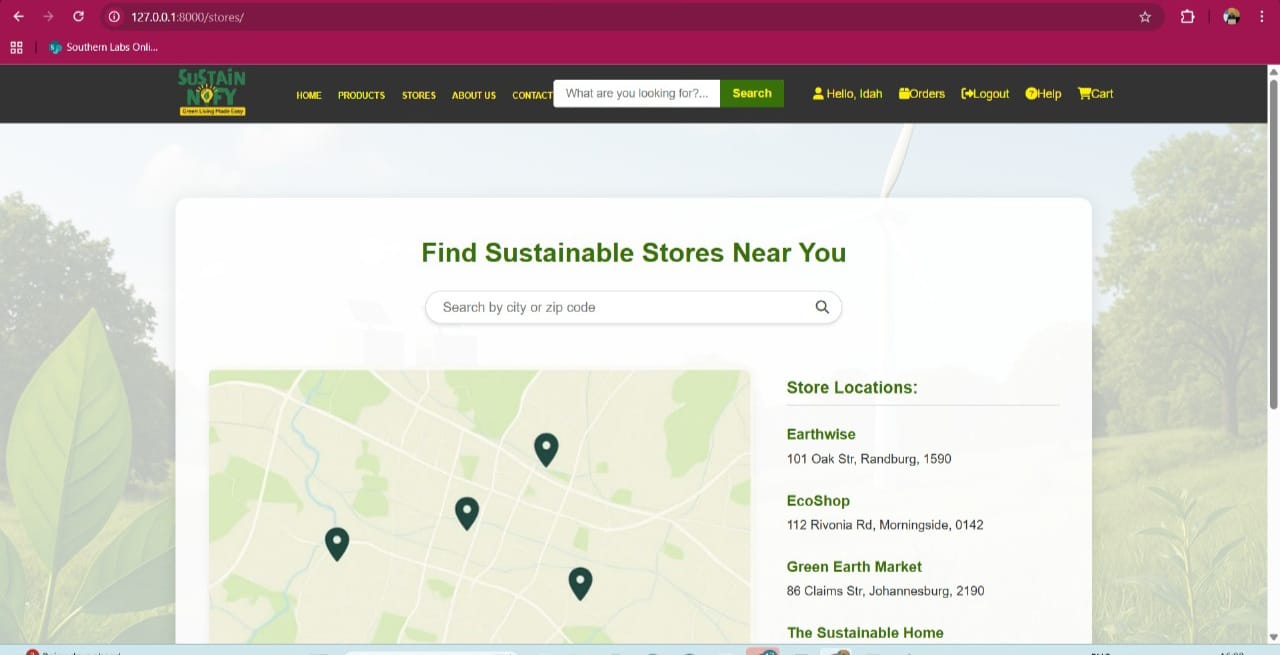 127.0.0.1:8000/stores/
Southern Labs Onli...
SUSTAIN
NOFY
Green Living Made Easy
HOME PRODUCTS STORES ABOUT US CONTACT What are you looking for?... Search Hello, Idah Orders Logout Help Cart
Find Sustainable Stores Near You
Search by city or zip code
Store Locations:
Earthwise
101 Oak Str, Randburg, 1590
EcoShop
112 Rivonia Rd, Morningside, 0142
Green Earth Market
86 Claims Str, Johannesburg, 2190
The Sustainable Home